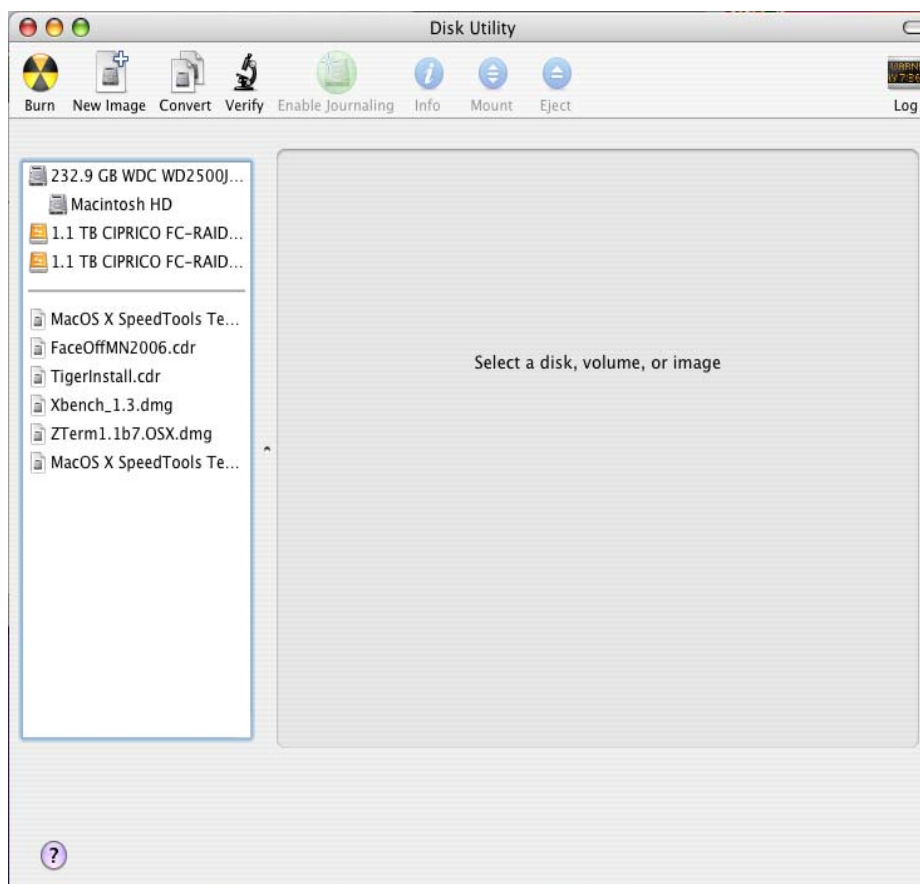 Disk Utility
Burn New Image Convert Verify Enable Journaling Info Mount Eject Log
232.9 GB WDC WD2500J...
Macintosh HD
1.1 TB CIPRICO FC-RAID...
1.1 TB CIPRICO FC-RAID...
MacOS X SpeedTools Te...
FaceOffMN2006.cdr
TigerInstall.cdr
Xbench_1.3.dmg
ZTerm1.1b7.OSX.dmg
MacOS X SpeedTools Te...
Select a disk, volume, or image
?